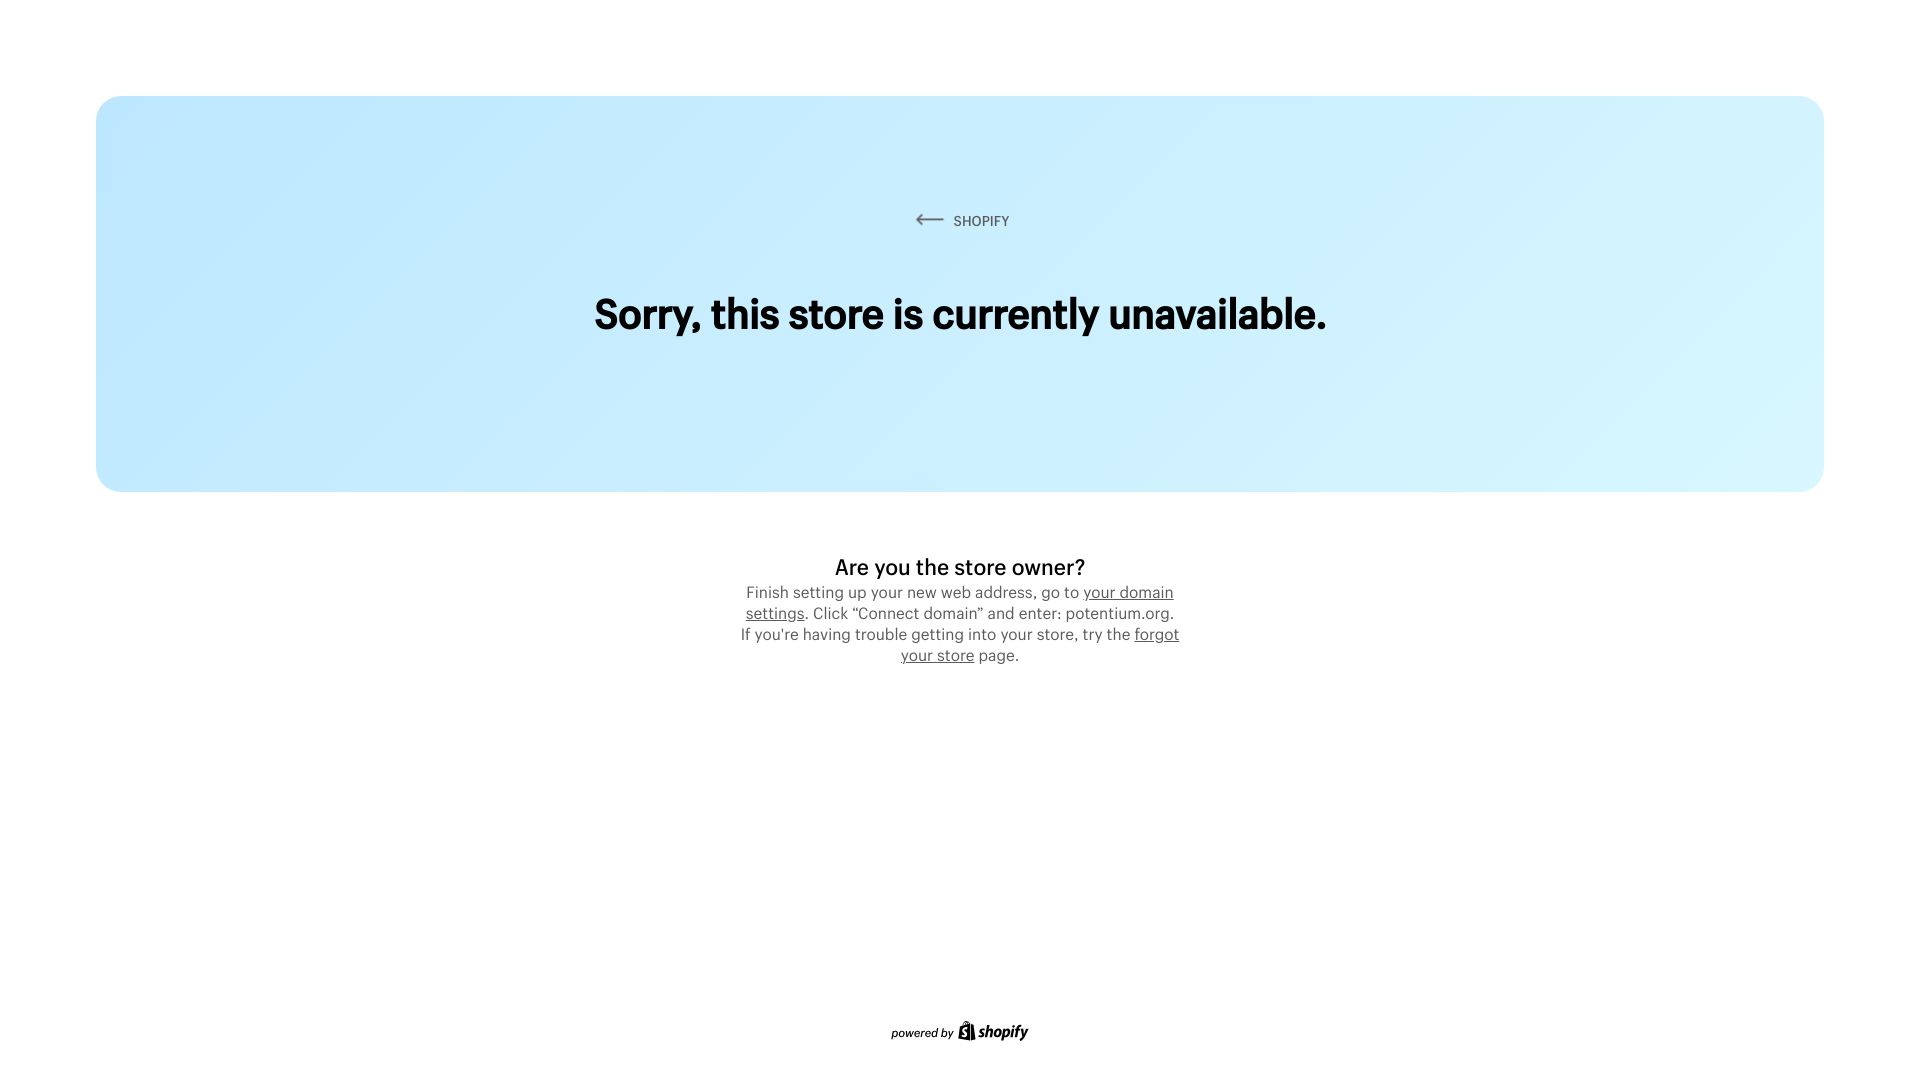 SHOPIFY
Sorry, this store is currently unavailable.
Are you the store owner?
Finish setting up your new web address, go to your domain
settings. Click “Connect domain” and enter: potentium.org.
If you're having trouble getting into your store, try the forgot
your store page.
powered by shopify